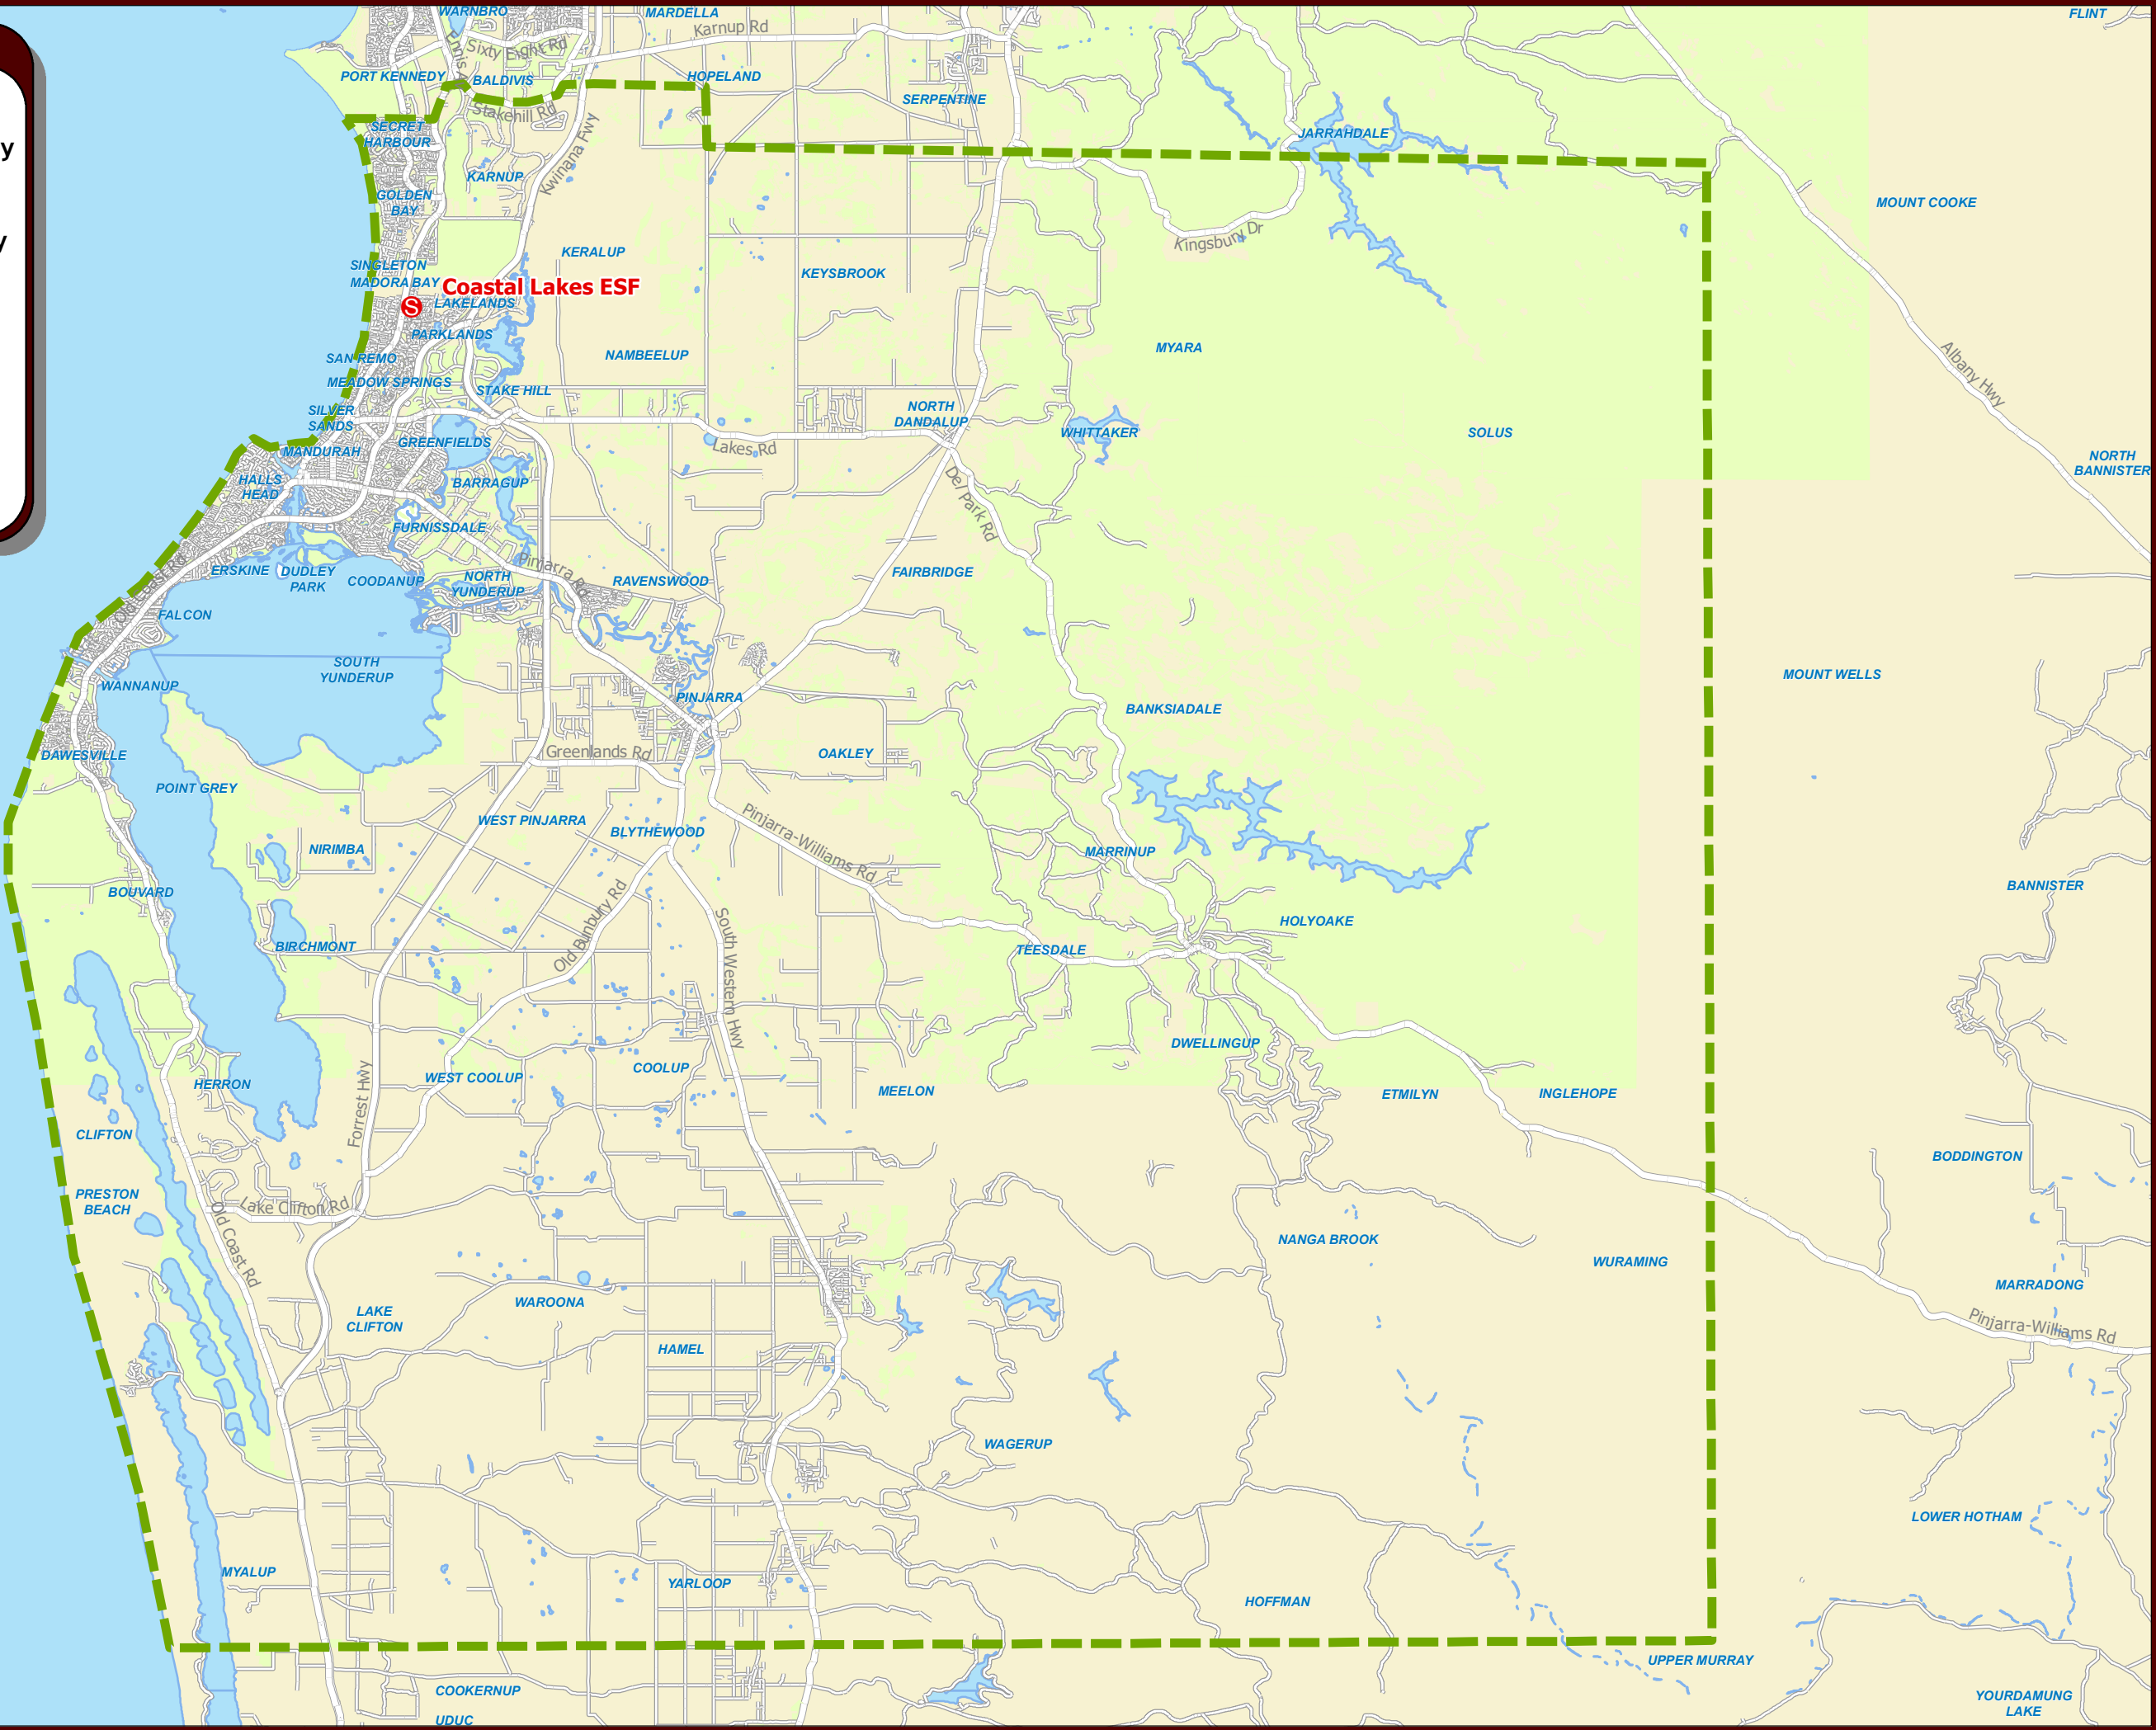 WARNBRO
MARDELLA
FLINT
Karnup Rd
Sixty Eight Rd
Ennis A
PORT KENNEDY
BALDIVIS
HOPELAND
SERPENTINE
Stakehill Rd
SECRET
HARBOUR
JARRAHDALE
y
Kwinana Fwy
KARNUP
GOLDEN
BAY
MOUNT COOKE
y
Kingsbury Dr
KERALUP
SINGLETON
KEYSBROOK
MADORA BAY
Coastal Lakes ESF
S
LAKELANDS
PARKLANDS
SAN REMO
NAMBEELUP
MYARA
Albany Hwy
MEADOW SPRINGS
STAKE HILL
SILVER
SANDS
NORTH
DANDALUP
WHITTAKER
SOLUS
GREENFIELDS
MANDURAH
Lakes Rd
NORTH
BANNISTER
HALLS
HEAD
BARRAGUP
Del Park Rd
FURNISSDALE
Pinjarra Rd
ERSKINE
DUDLEY
PARK
COODANUP
NORTH
YUNDERUP
RAVENSWOOD
FAIRBRIDGE
Old Coast Rd
FALCON
SOUTH
YUNDERUP
MOUNT WELLS
WANNANUP
PINJARRA
BANKSIADALE
DAWESVILLE
Greenlands Rd
OAKLEY
POINT GREY
WEST PINJARRA
BLYTHEWOOD
Pinjarra-Williams Rd
NIRIMBA
MARRINUP
BOUVARD
BANNISTER
Old Bunbury Rd
South Western Hwy
HOLYOAKE
BIRCHMONT
TEESDALE
DWELLINGUP
COOLUP
WEST COOLUP
HERRON
MEELON
ETMILYN
INGLEHOPE
Forrest Hwy
CLIFTON
BODDINGTON
PRESTON
BEACH
Lake Clifton Rd
Old Coast Rd
NANGA BROOK
WURAMING
MARRADONG
WAROONA
LAKE
CLIFTON
Pinjarra-Williams Rd
HAMEL
WAGERUP
LOWER HOTHAM
MYALUP
YARLOOP
HOFFMAN
UPPER MURRAY
COOKERNUP
YOURDAMUNG
LAKE
UDUC